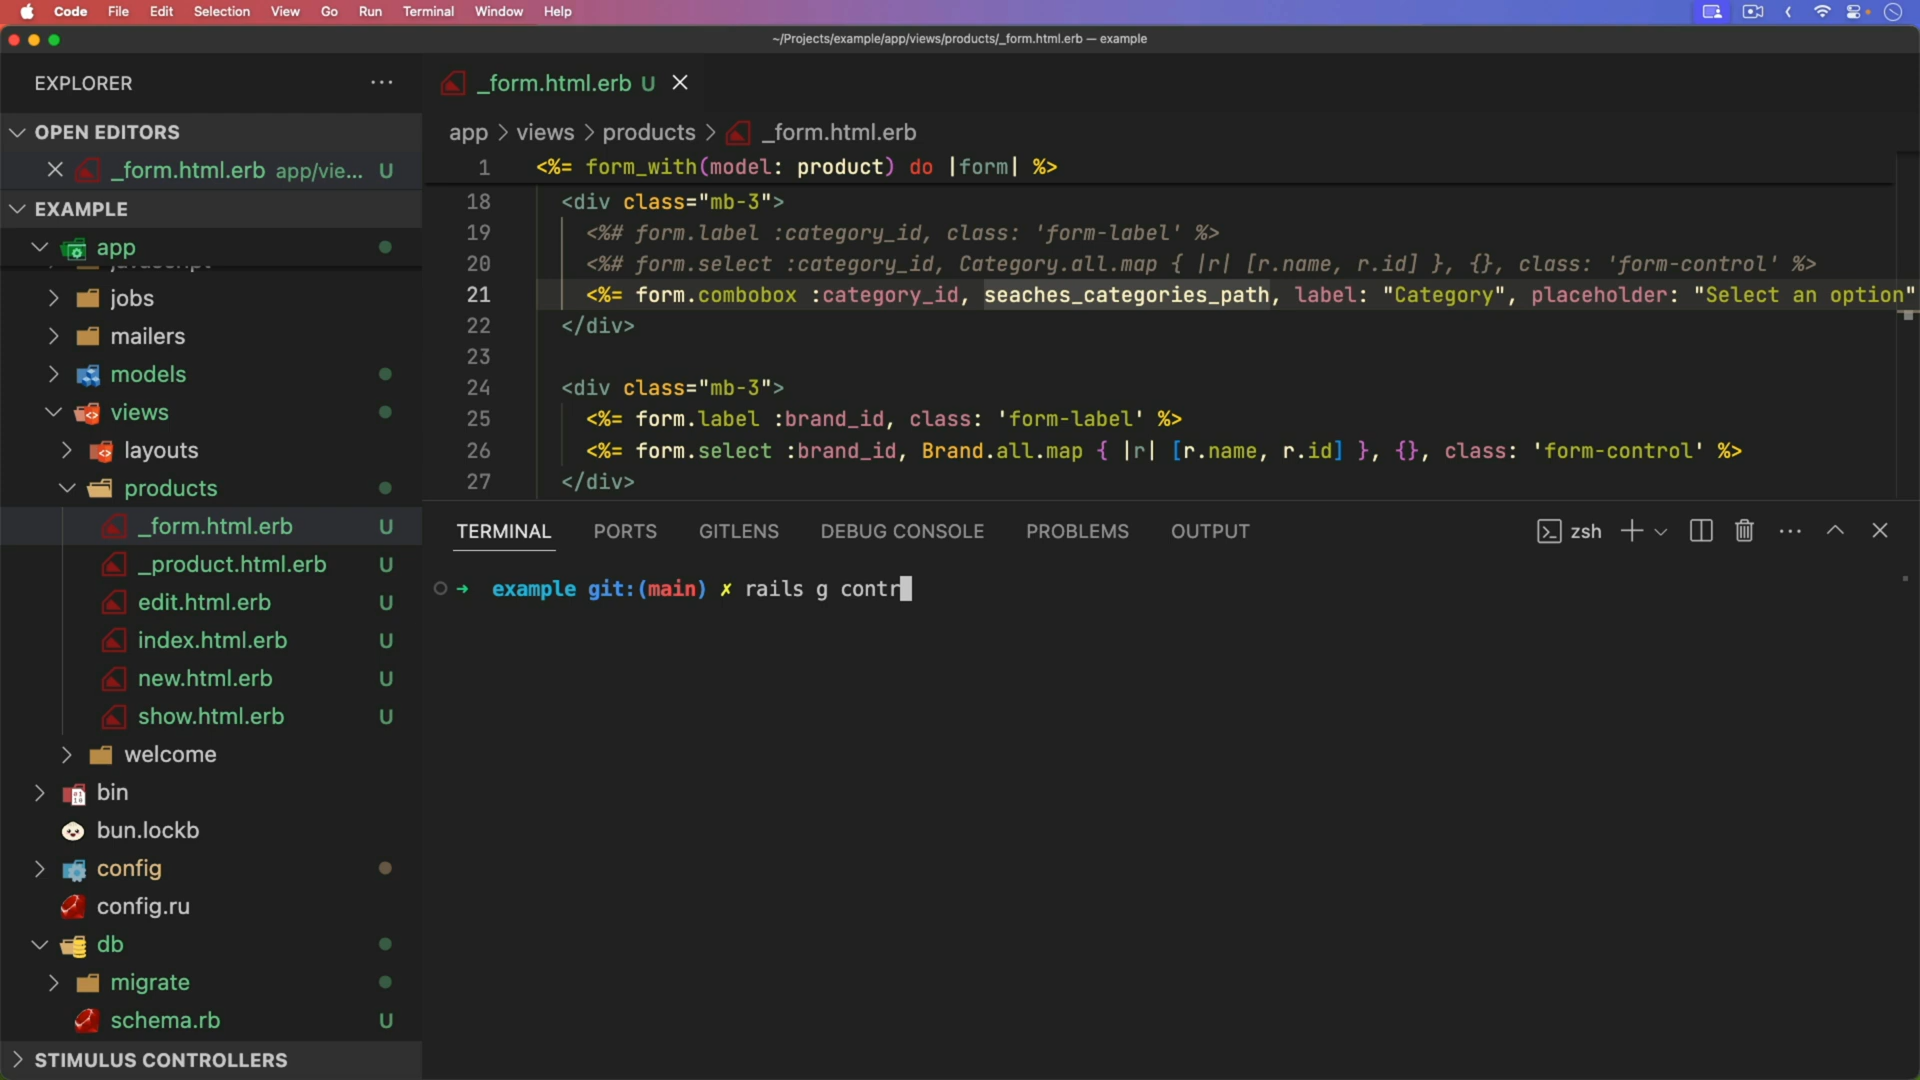 Code File Edit Selection View Go Run Terminal Window Help
~/Projects/example/app/views/products/_form.html.erb — example
EXPLORER
OPEN EDITORS
_form.html.erb app/vie... U
EXAMPLE
app
jobs
mailers
models
views
layouts
products
_form.html.erb U
_product.html.erb U
edit.html.erb U
index.html.erb U
new.html.erb U
show.html.erb U
welcome
bin
bun.lockb
config
config.ru
db
migrate
schema.rb U
STIMULUS CONTROLLERS
_form.html.erb U
app > views > products > _form.html.erb
1 <%= form_with(model: product) do |form| %>
18 <div class="mb-3">
19 <%# form.label :category_id, class: 'form-label' %>
20 <%# form.select :category_id, Category.all.map { |r| [r.name, r.id] }, {}, class: 'form-control' %>
21 <%= form.combobox :category_id, seaches_categories_path, label: "Category", placeholder: "Select an option"
22 </div>
23
24 <div class="mb-3">
25 <%= form.label :brand_id, class: 'form-label' %>
26 <%= form.select :brand_id, Brand.all.map { |r| [r.name, r.id] }, {}, class: 'form-control' %>
27 </div>
TERMINAL PORTS GITLENS DEBUG CONSOLE PROBLEMS OUTPUT zsh
➜ example git:(main) ✗ rails g contr